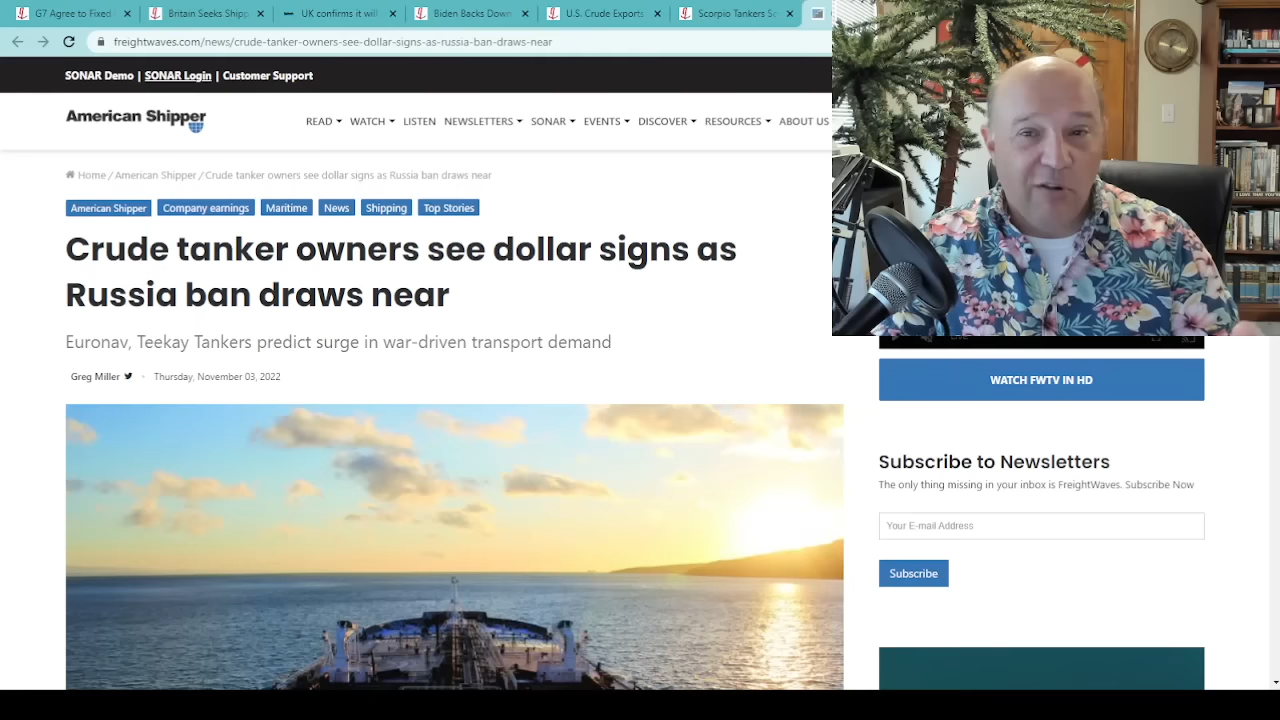 G7 Agree to Fixed
Britain Seeks Shipp
UK confirms it will
Biden Backs Down
U.S. Crude Exports
Scorpio Tankers Sc
freightwaves.com/news/crude-tanker-owners-see-dollar-signs-as-russia-ban-draws-near
SONAR Demo | SONAR Login | Customer Support
American Shipper
READ WATCH LISTEN NEWSLETTERS SONAR EVENTS DISCOVER RESOURCES ABOUT US
Home / American Shipper / Crude tanker owners see dollar signs as Russia ban draws near
American Shipper Company earnings Maritime News Shipping Top Stories
Crude tanker owners see dollar signs as
Russia ban draws near
Euronav, Teekay Tankers predict surge in war-driven transport demand
Greg Miller • Thursday, November 03, 2022
LIVE
WATCH FWTV IN HD
Subscribe to Newsletters
The only thing missing in your inbox is FreightWaves. Subscribe Now
Your E-mail Address
Subscribe